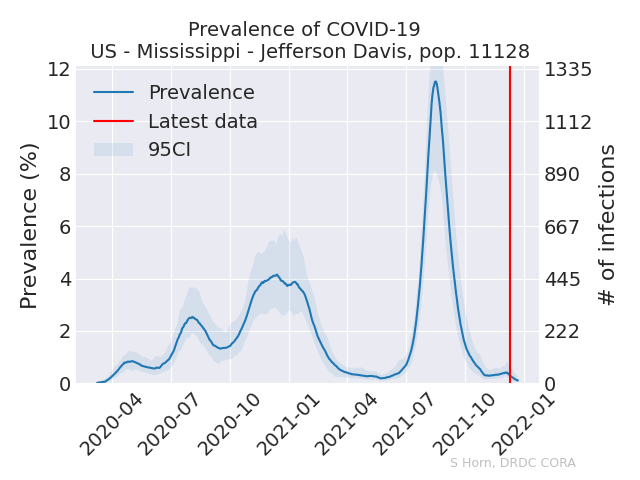 Prevalence of COVID-19
US - Mississippi - Jefferson Davis, pop. 11128
Prevalence
Latest data
95CI
Prevalence (%)
12
10
8
6
4
2
0
1335
1112
890
667
445
222
0
# of infections
2020-04
2020-07
2020-10
2021-01
2021-04
2021-07
2021-10
2022-01
S Horn, DRDC CORA